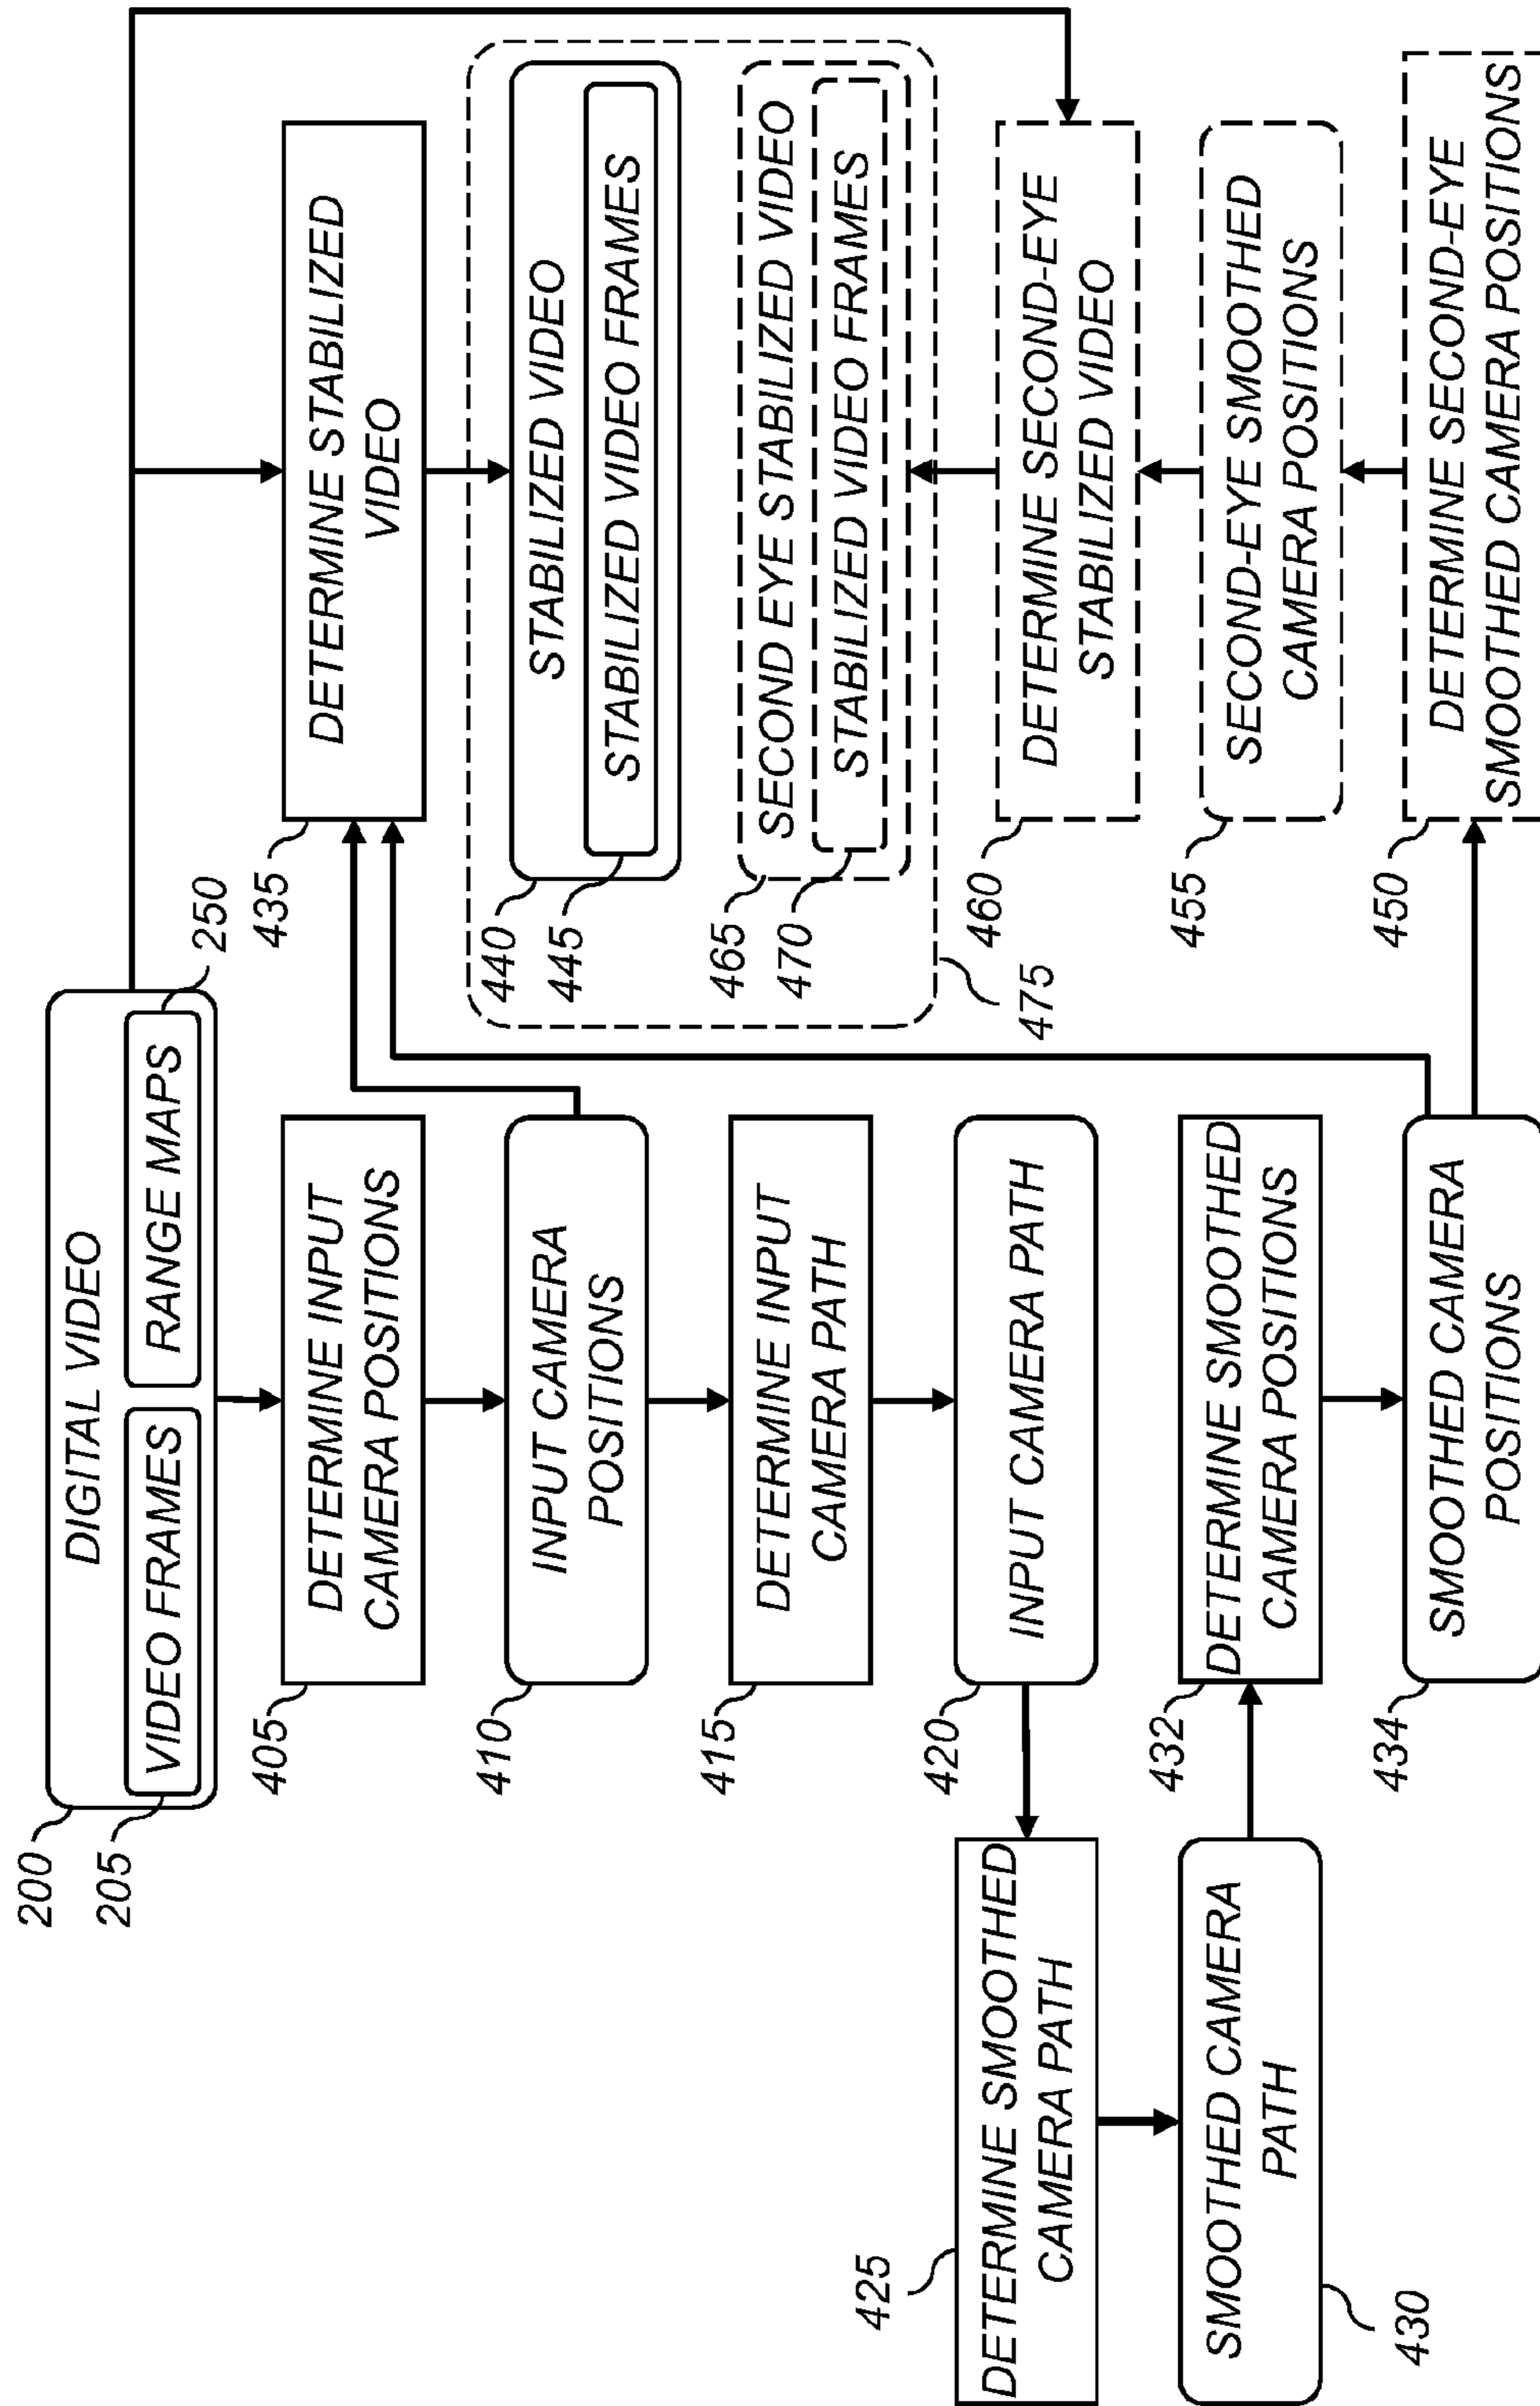 200
DIGITAL VIDEO
205
VIDEO FRAMES
RANGE MAPS
250
405
DETERMINE INPUT
CAMERA POSITIONS
410
INPUT CAMERA
POSITIONS
415
DETERMINE INPUT
CAMERA PATH
420
INPUT CAMERA PATH
425
DETERMINE SMOOTHED
CAMERA PATH
430
SMOOTHED CAMERA
PATH
432
DETERMINE SMOOTHED
CAMERA POSITIONS
434
SMOOTHED CAMERA
POSITIONS
435
DETERMINE STABILIZED
VIDEO
440
STABILIZED VIDEO
445
STABILIZED VIDEO FRAMES
465
SECOND EYE STABILIZED VIDEO
470
STABILIZED VIDEO FRAMES
475
460
DETERMINE SECOND-EYE
STABILIZED VIDEO
455
SECOND-EYE SMOOTHED
CAMERA POSITIONS
450
DETERMINE SECOND-EYE
SMOOTHED CAMERA POSITIONS